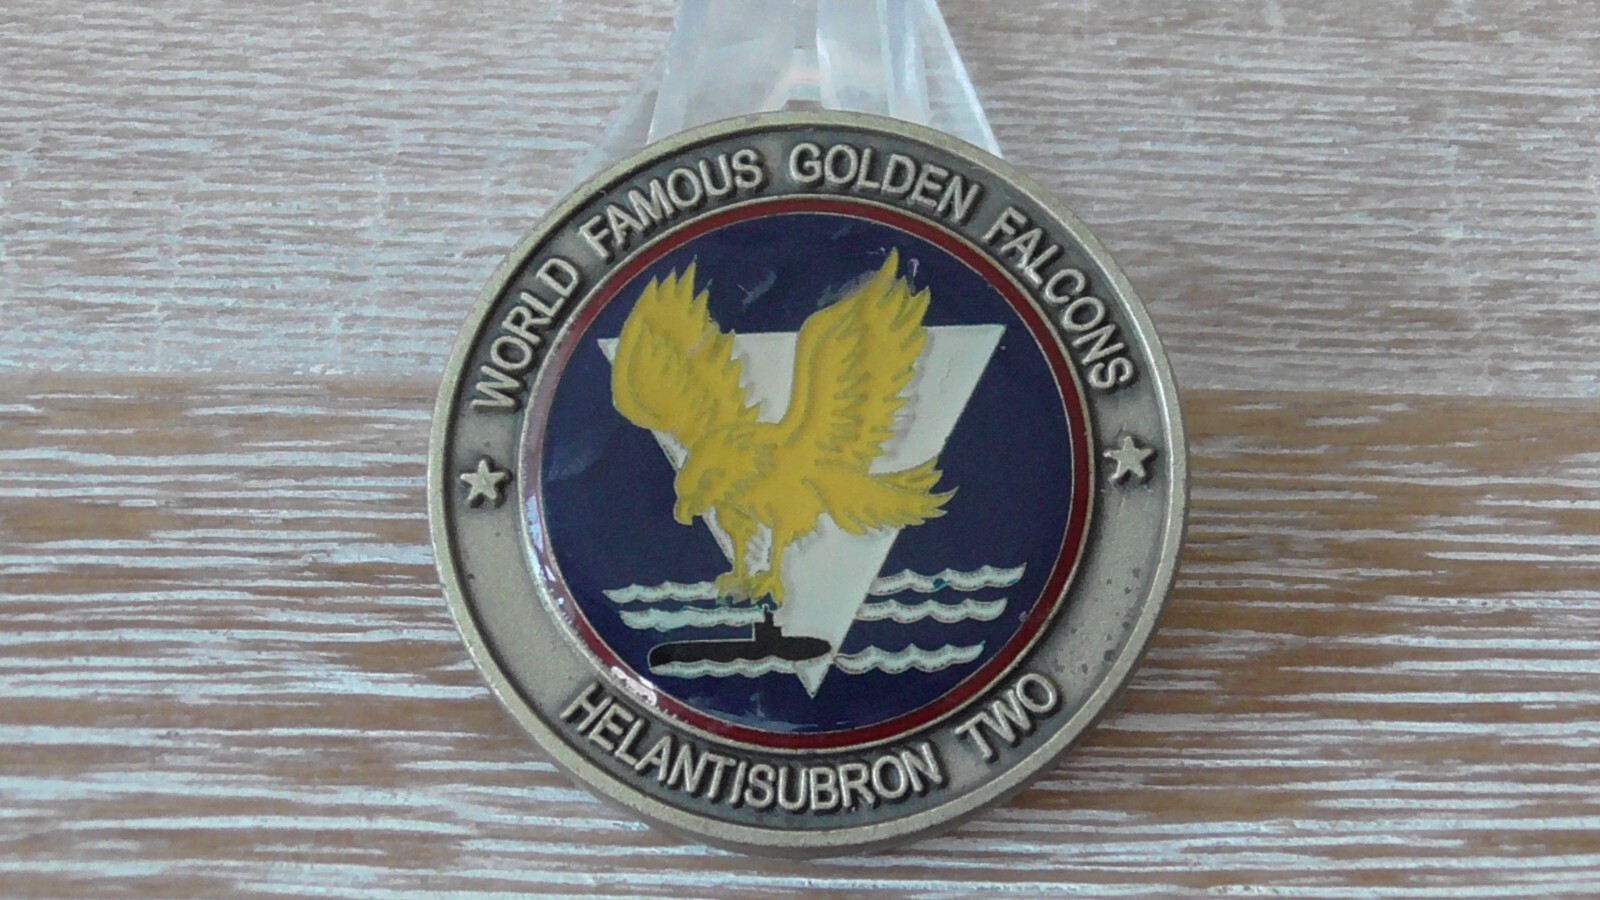 WORLD FAMOUS GOLDEN FALCONS
HELANTISUBRON TWO